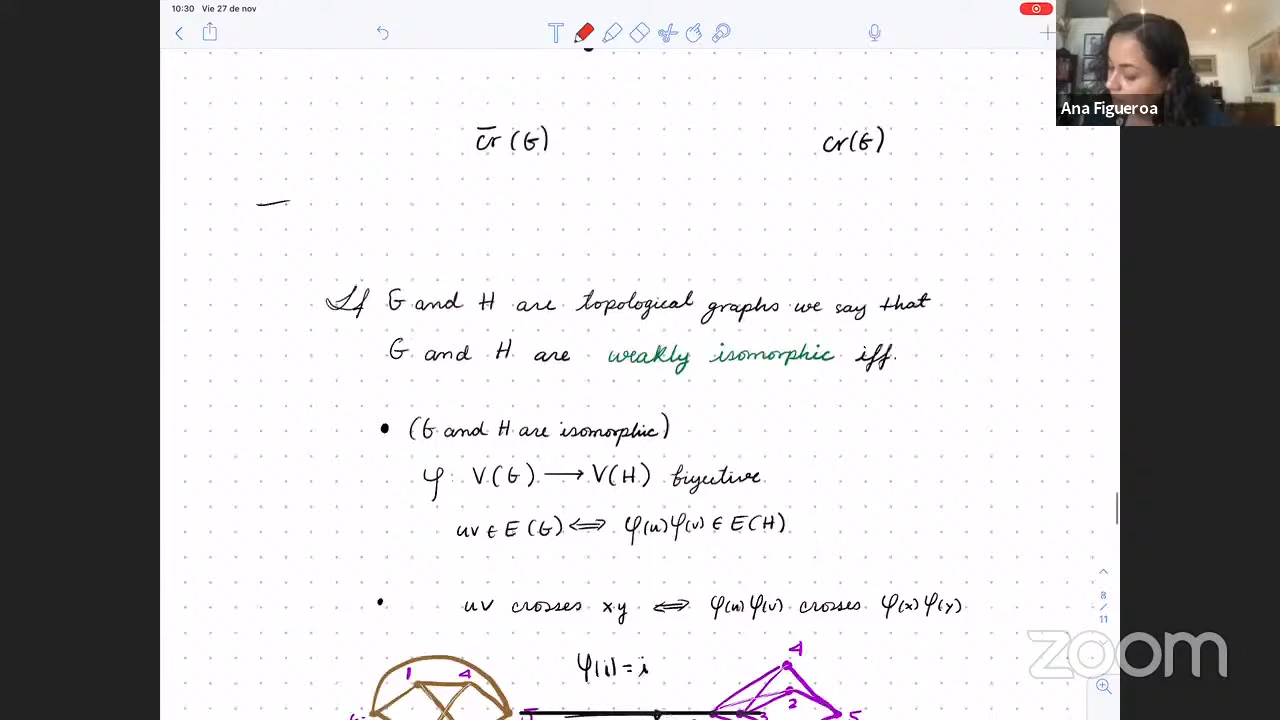 10:30 Vie 27 de nov
Ana Figueroa
c̅r̅ (G) cr(G)
If G and H are topological graphs we say that
G and H are weakly isomorphic iff.
• (G and H are isomorphic)
φ: V(G) ⟶ V(H) biyective
uv ∈ E(G) ⟺ φ(u)φ(v) ∈ E(H)
• uv crosses xy ⟺ φ(u)φ(v) crosses φ(x)φ(y)
φ(i) = i
4
1 4
2
5
3
5
8
/
11
zoom